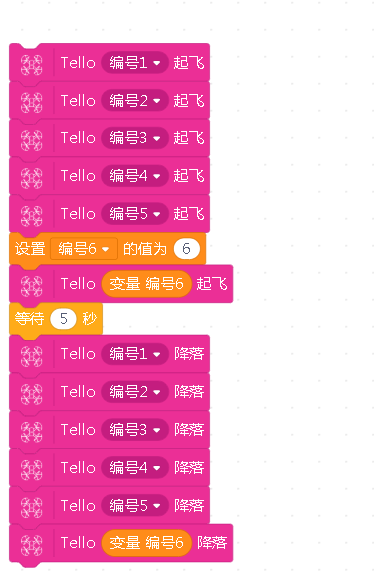 Tello 编号1 起飞
Tello 编号2 起飞
Tello 编号3 起飞
Tello 编号4 起飞
Tello 编号5 起飞
设置 编号6 的值为 6
Tello 变量 编号6 起飞
等待 5 秒
Tello 编号1 降落
Tello 编号2 降落
Tello 编号3 降落
Tello 编号4 降落
Tello 编号5 降落
Tello 变量 编号6 降落